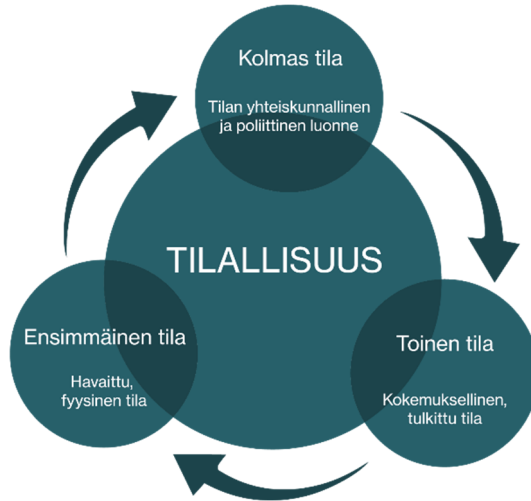 Kolmas tila
Tilan yhteiskunnallinen
ja poliittinen luonne
TILALLISUUS
Ensimmäinen tila
Havaittu,
fyysinen tila
Toinen tila
Kokemuksellinen,
tulkittu tila